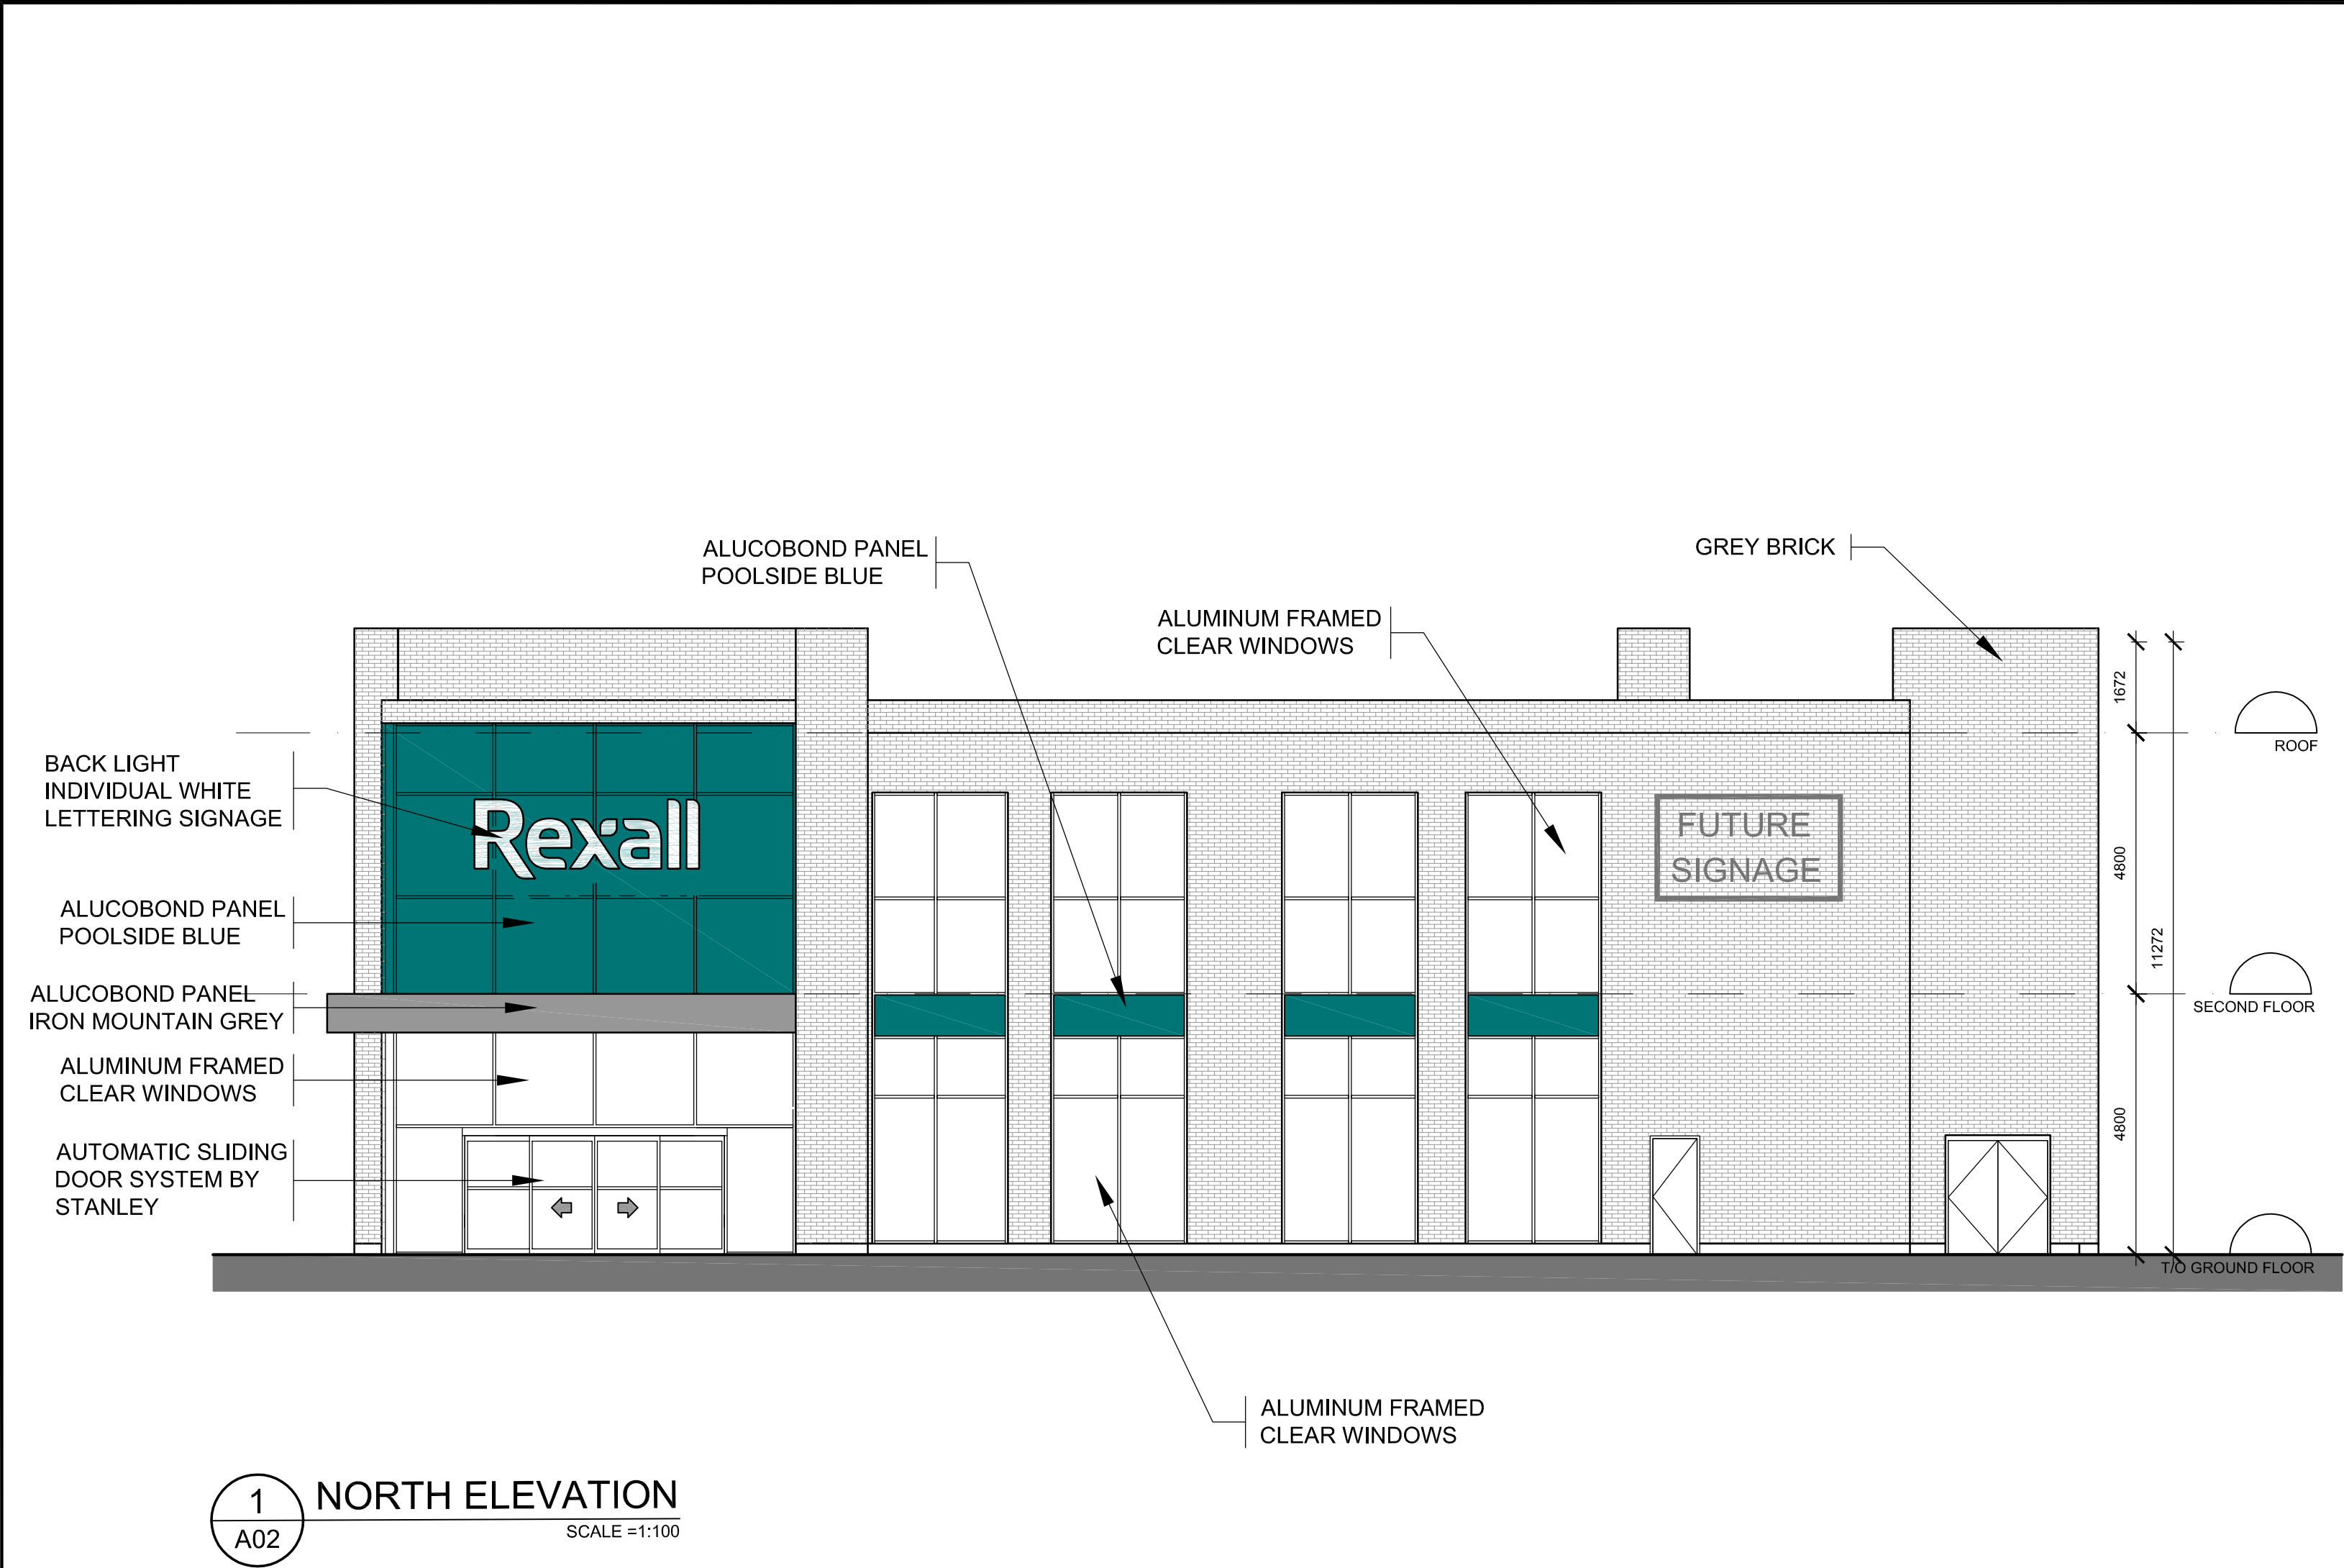 ALUCOBOND PANEL
POOLSIDE BLUE
GREY BRICK
ALUMINUM FRAMED
CLEAR WINDOWS
BACK LIGHT
INDIVIDUAL WHITE
LETTERING SIGNAGE
Rexall
FUTURE
SIGNAGE
ALUCOBOND PANEL
POOLSIDE BLUE
ALUCOBOND PANEL
IRON MOUNTAIN GREY
ALUMINUM FRAMED
CLEAR WINDOWS
AUTOMATIC SLIDING
DOOR SYSTEM BY
STANLEY
1672
4800
11272
4800
ROOF
SECOND FLOOR
T/O GROUND FLOOR
ALUMINUM FRAMED
CLEAR WINDOWS
1
A02
NORTH ELEVATION
SCALE =1:100